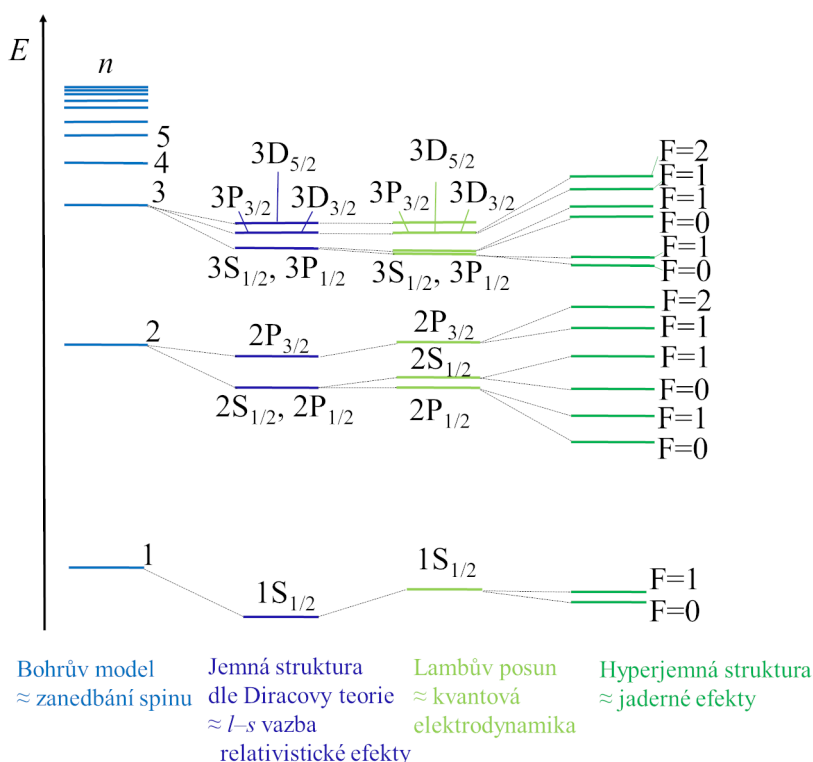 E
n
5
4
3
2
1
3D5/2
3P3/2 3D3/2
3S1/2, 3P1/2
2P3/2
2S1/2, 2P1/2
1S1/2
3D5/2
3P3/2 3D3/2
3S1/2, 3P1/2
2P3/2
2S1/2
2P1/2
1S1/2
F=2
F=1
F=1
F=0
F=1
F=0
F=2
F=1
F=1
F=0
F=1
F=0
F=1
F=0
Bohrův model
≈ zanedbání spinu
Jemná struktura
dle Diracovy teorie
≈ l–s vazba
relativistické efekty
Lambův posun
≈ kvantová
elektrodynamika
Hyperjemná struktura
≈ jaderné efekty